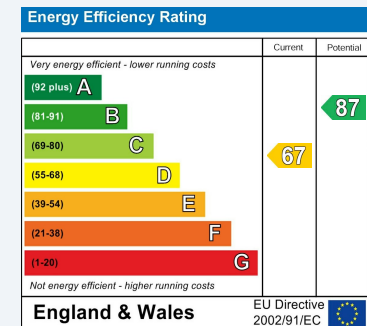 Energy Efficiency Rating
Current Potential
Very energy efficient - lower running costs
(92 plus) A
(81-91) B
87
(69-80) C
67
(55-68) D
(39-54) E
(21-38) F
(1-20) G
Not energy efficient - higher running costs
England & Wales
EU Directive
2002/91/EC